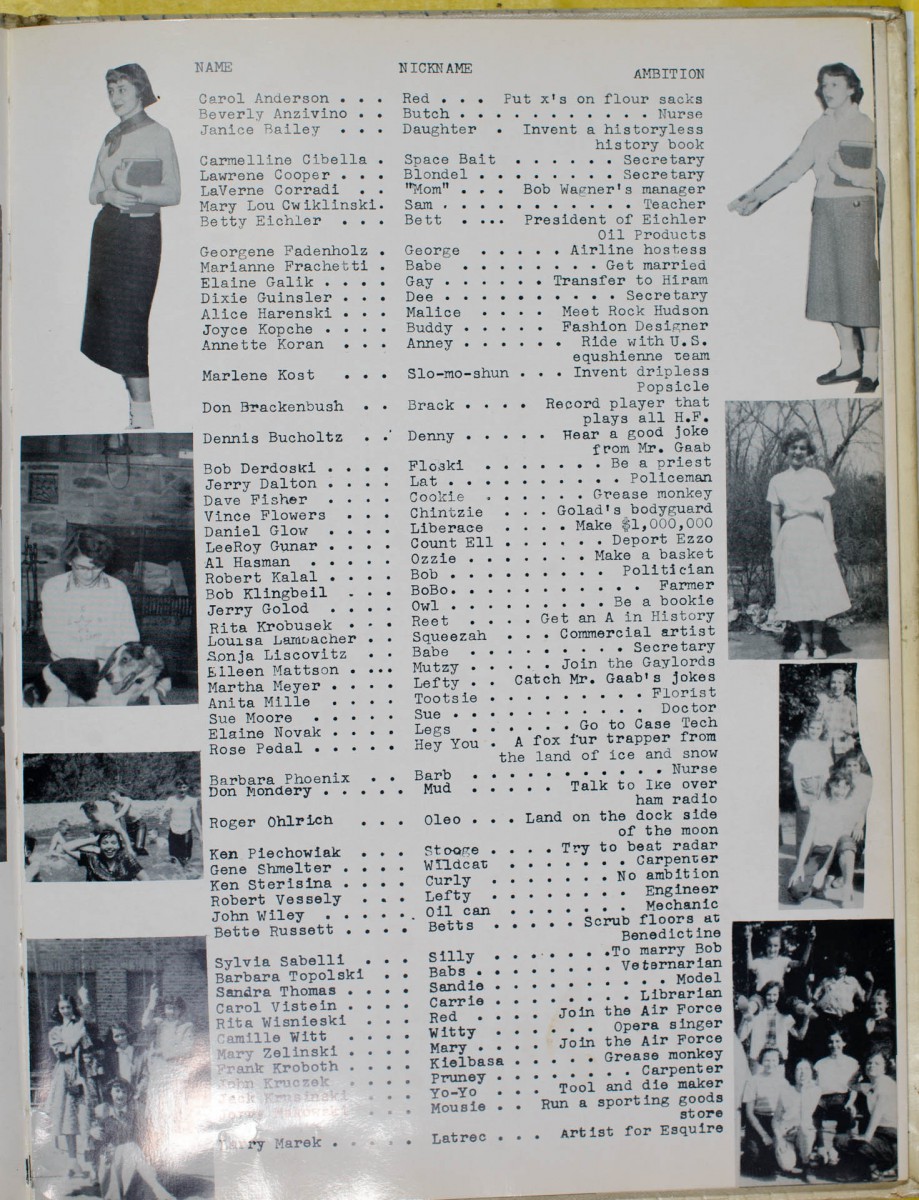 NAME NICKNAME AMBITION
Carol Anderson . . . Red . . . Put x's on flour sacks
Beverly Anzivino . . Butch . . . . . . . . . . . . Nurse
Janice Bailey . . . Daughter . Invent a historyless
history book
Carmelline Cibella . Space Bait . . . . . . Secretary
Lawrene Cooper . . . Blondel . . . . . . . . Secretary
LaVerne Corradi . . "Mom" . . . Bob Wagner's manager
Mary Lou Cwiklinski. Sam . . . . . . . . . . . Teacher
Betty Eichler . . . Bett . .... President of Eichler
Oil Products
Georgene Fadenholz . George . . . . . Airline hostess
Marianne Frachetti . Babe . . . . . . . . Get married
Elaine Galik . . . . Gay . . . . . . Transfer to Hiram
Dixie Guinsler . . . Dee . . . . . . . . . . Secretary
Alice Harenski . . . Malice . . . . . Meet Rock Hudson
Joyce Kopche . . . . Buddy . . . . . Fashion Designer
Annette Koran . . . Anney . . . . . . Ride with U.S.
equshienne team
Marlene Kost . . . Slo-mo-shun . . . Invent dripless
Popsicle
Don Brackenbush . . Brack . . . . Record player that
plays all H.F.
Dennis Bucholtz . . Denny . . . . . Hear a good joke
from Mr. Gaab
Bob Derdoski . . . . Floski . . . . . . . Be a priest
Jerry Dalton . . . . Lat . . . . . . . . . . Policeman
Dave Fisher . . . . Cookie . . . . . . Grease monkey
Vince Flowers . . . . Chintzie . . . Golad's bodyguard
Daniel Glow . . . . Liberace . . . . Make $1,000,000
LeeRoy Gunar . . . . Count Ell . . . . . . Deport Ezzo
Al Hasman . . . . . Ozzie . . . . . . . Make a basket
Robert Kalal . . . . Bob . . . . . . . . . Politician
Bob Klingbeil . . . . BoBo. . . . . . . . . . . Farmer
Jerry Golod . . . . Owl . . . . . . . . . Be a bookie
Rita Krobusek . . . Reet . . . . Get an A in History
Louisa Lambacher . . Squeezah . . . Commercial artist
Sonja Liscovitz . . Babe . . . . . . . . . Secretary
Eileen Mattson . .... Mutzy . . . . . Join the Gaylords
Martha Meyer . . . . Lefty . . Catch Mr. Gaab's jokes
Anita Mille . . . . Tootsie . . . . . . . . . Florist
Sue Moore . . . . . Sue . . . . . . . . . . . Doctor
Elaine Novak . . . . Legs . . . . . . . Go to Case Tech
Rose Pedal . . . . . Hey You . A fox fur trapper from
the land of ice and snow
Barbara Phoenix . . Barb . . . . . . . . . . . Nurse
Don Mondery . . . . . Mud . . . . . Talk to Ike over
ham radio
Roger Ohlrich . . . Oleo . . . Land on the dock side
of the moon
Ken Piechowiak . . . Stooge . . . . Try to beat radar
Gene Shmelter . . . . Wildcat . . . . . . . Carpenter
Ken Sterisina . . . . Curly . . . . . . . No ambition
Robert Vessely . . . Lefty . . . . . . . . Engineer
John Wiley . . . . . Oil can . . . . . . . Mechanic
Bette Russett . . . . Betts . . . . . Scrub floors at
Benedictine
Sylvia Sabelli . . . Silly . . . . . . .To marry Bob
Barbara Topolski . . Babs . . . . . . . . Veternarian
Sandra Thomas . . . . Sandie . . . . . . . . . . Model
Carol Vistein . . . . Carrie . . . . . . . . Librarian
Rita Wisnieski . . . Red . . . . Join the Air Force
Camille Witt . . . . Witty . . . . . . Opera singer
Mary Zelinski . . . . Mary . . . . . Join the Air Force
Frank Kroboth . . . . Kielbasa . . . . . Grease monkey
John Kruczek . . . . Pruney . . . . . . . . Carpenter
Jack Krusinski . . . Yo-Yo . . . . Tool and die maker
Makowski . . . Mousie . . Run a sporting goods
store
Larry Marek . . . . . Latrec . . . Artist for Esquire